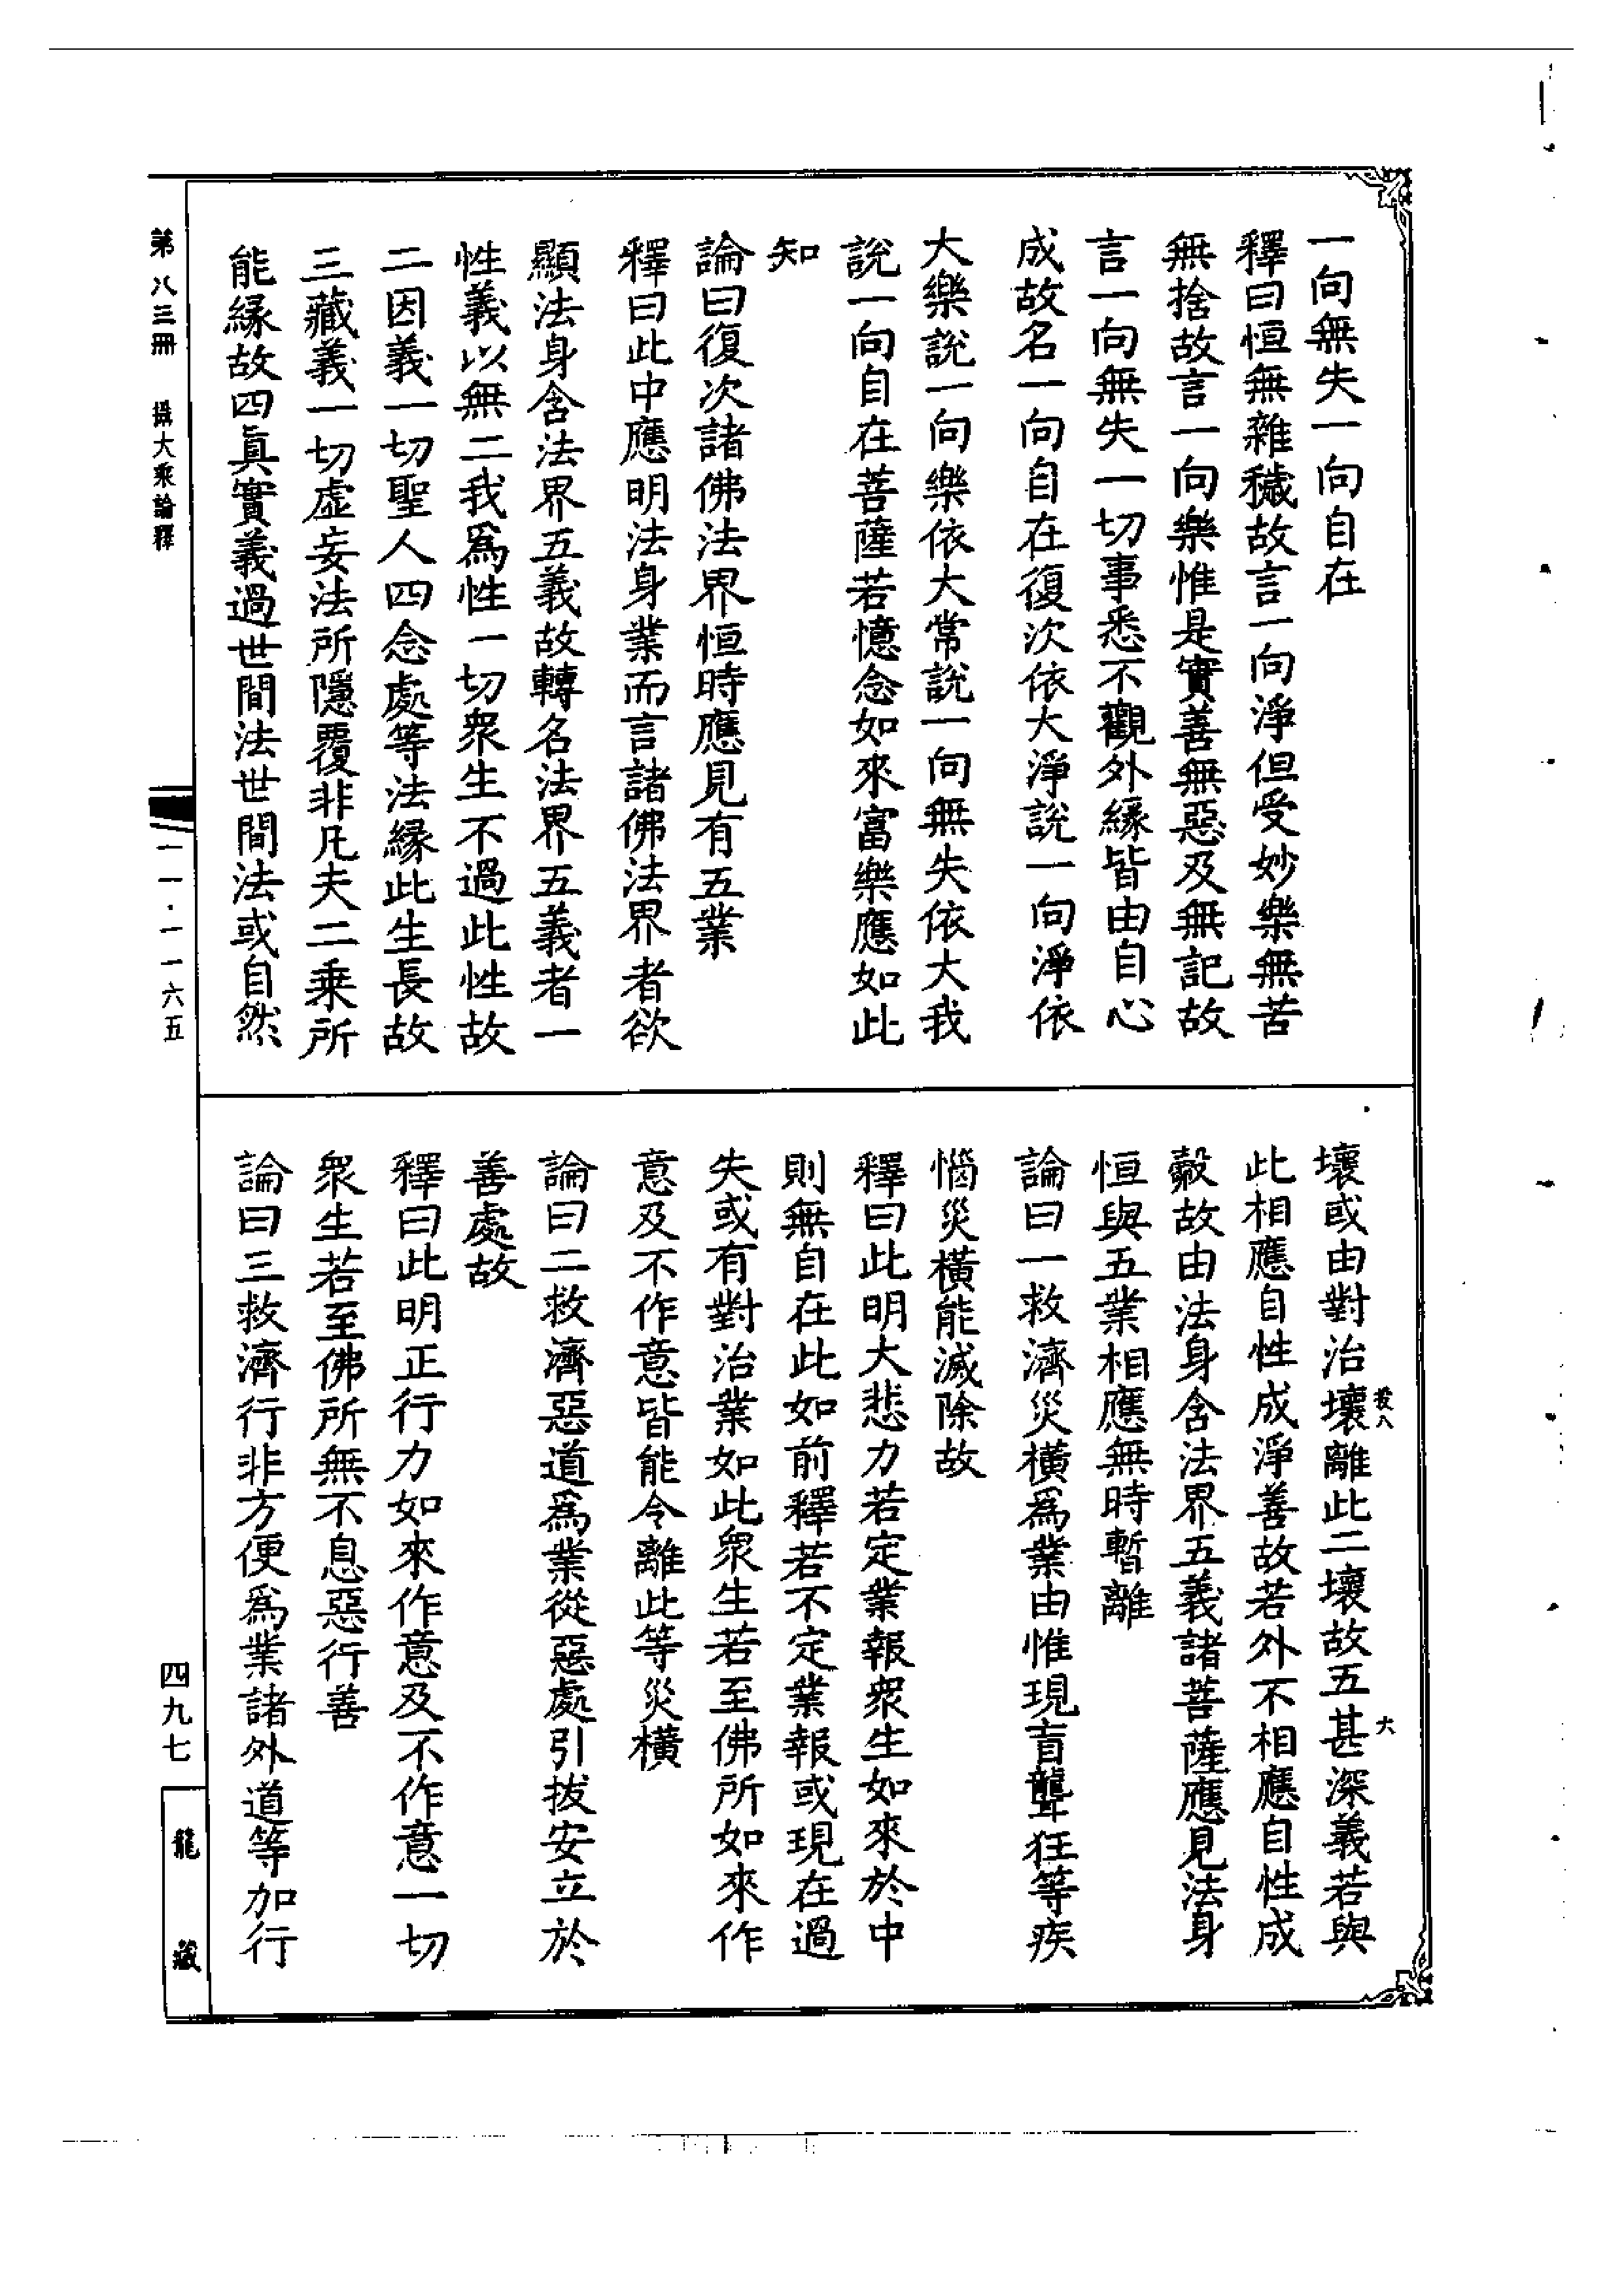 一向無失一向自在
釋曰恒無雜穢故言一向淨但受妙樂無苦
無捨故言一向樂惟是實善無惡及無記故
言一向無失一切事悉不觀外緣皆由自心
成故名一向自在復次依大淨說一向淨依
大樂說一向樂依大常說一向無失依大我
說一向自在菩薩若憶念如來富樂應如此
知
論曰復次諸佛法界恒時應見有五業
釋曰此中應明法身業而言諸佛法界者欲
顯法身含法界五義故轉名法界五義者一
性義以無二我爲性一切衆生不過此性故
二因義一切聖人四念處等法緣此生長故
三藏義一切虛妄法所隱覆非凡夫二乘所
能緣故四眞實義過世間法世間法或自然
壞或由對治壞離此二壞故五甚深義若與
此相應自性成淨善故若外不相應自性成
㲉故由法身含法界五義諸菩薩應見法身
恒與五業相應無時暫離
論曰一救濟災橫爲業由惟現盲聾狂等疾
惱災橫能滅除故
釋曰此明大悲力若定業報衆生如來於中
則無自在此如前釋若不定業報或現在過
失或有對治業如此衆生若至佛所如來作
意及不作意皆能令離此等災橫
論曰二救濟惡道爲業從惡處引拔安立於
善處故
釋曰此明正行力如來作意及不作意一切
衆生若至佛所無不息惡行善
論曰三救濟行非方便爲業諸外道等加行
第八三冊 攝大乘論釋
一一·一一六五
四九七
龍藏